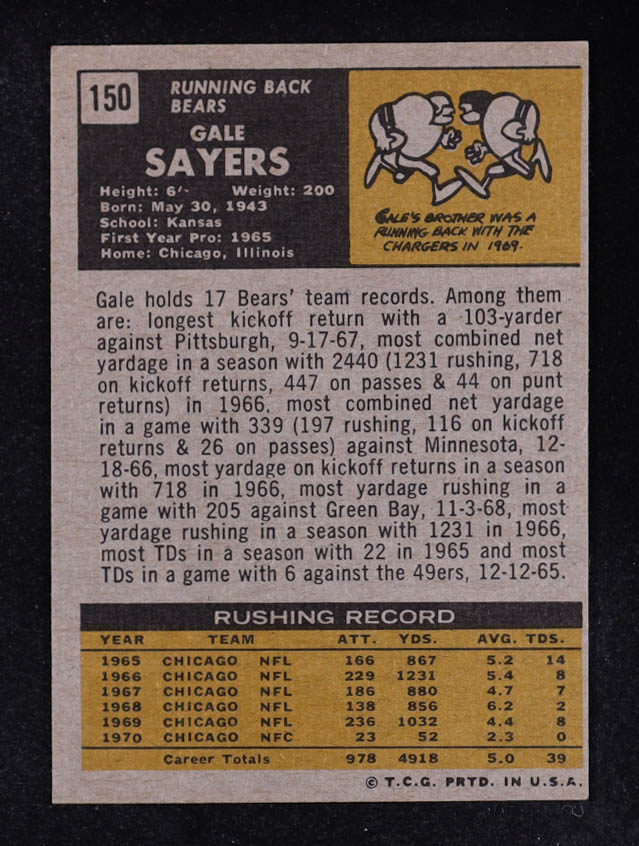 150
RUNNING BACK
BEARS
GALE
SAYERS
Height: 6' Weight: 200
Born: May 30, 1943
School: Kansas
First Year Pro: 1965
Home: Chicago, Illinois
GALE'S BROTHER WAS A
RUNNING BACK WITH THE
CHARGERS IN 1969.
Gale holds 17 Bears' team records. Among them
are: longest kickoff return with a 103-yarder
against Pittsburgh, 9-17-67, most combined net
yardage in a season with 2440 (1231 rushing, 718
on kickoff returns, 447 on passes & 44 on punt
returns) in 1966, most combined net yardage
in a game with 339 (197 rushing, 116 on kickoff
returns & 26 on passes) against Minnesota, 12-
18-66, most yardage on kickoff returns in a season
with 718 in 1966, most yardage rushing in a
game with 205 against Green Bay, 11-3-68, most
yardage rushing in a season with 1231 in 1966,
most TDs in a season with 22 in 1965 and most
TDs in a game with 6 against the 49ers, 12-12-65.
RUSHING RECORD
YEAR TEAM ATT. YDS. AVG. TDS.
1965 CHICAGO NFL 166 867 5.2 14
1966 CHICAGO NFL 229 1231 5.4 8
1967 CHICAGO NFL 186 880 4.7 7
1968 CHICAGO NFL 138 856 6.2 2
1969 CHICAGO NFL 236 1032 4.4 8
1970 CHICAGO NFC 23 52 2.3 0
Career Totals 978 4918 5.0 39
© T.C.G. PRTD. IN U.S.A.